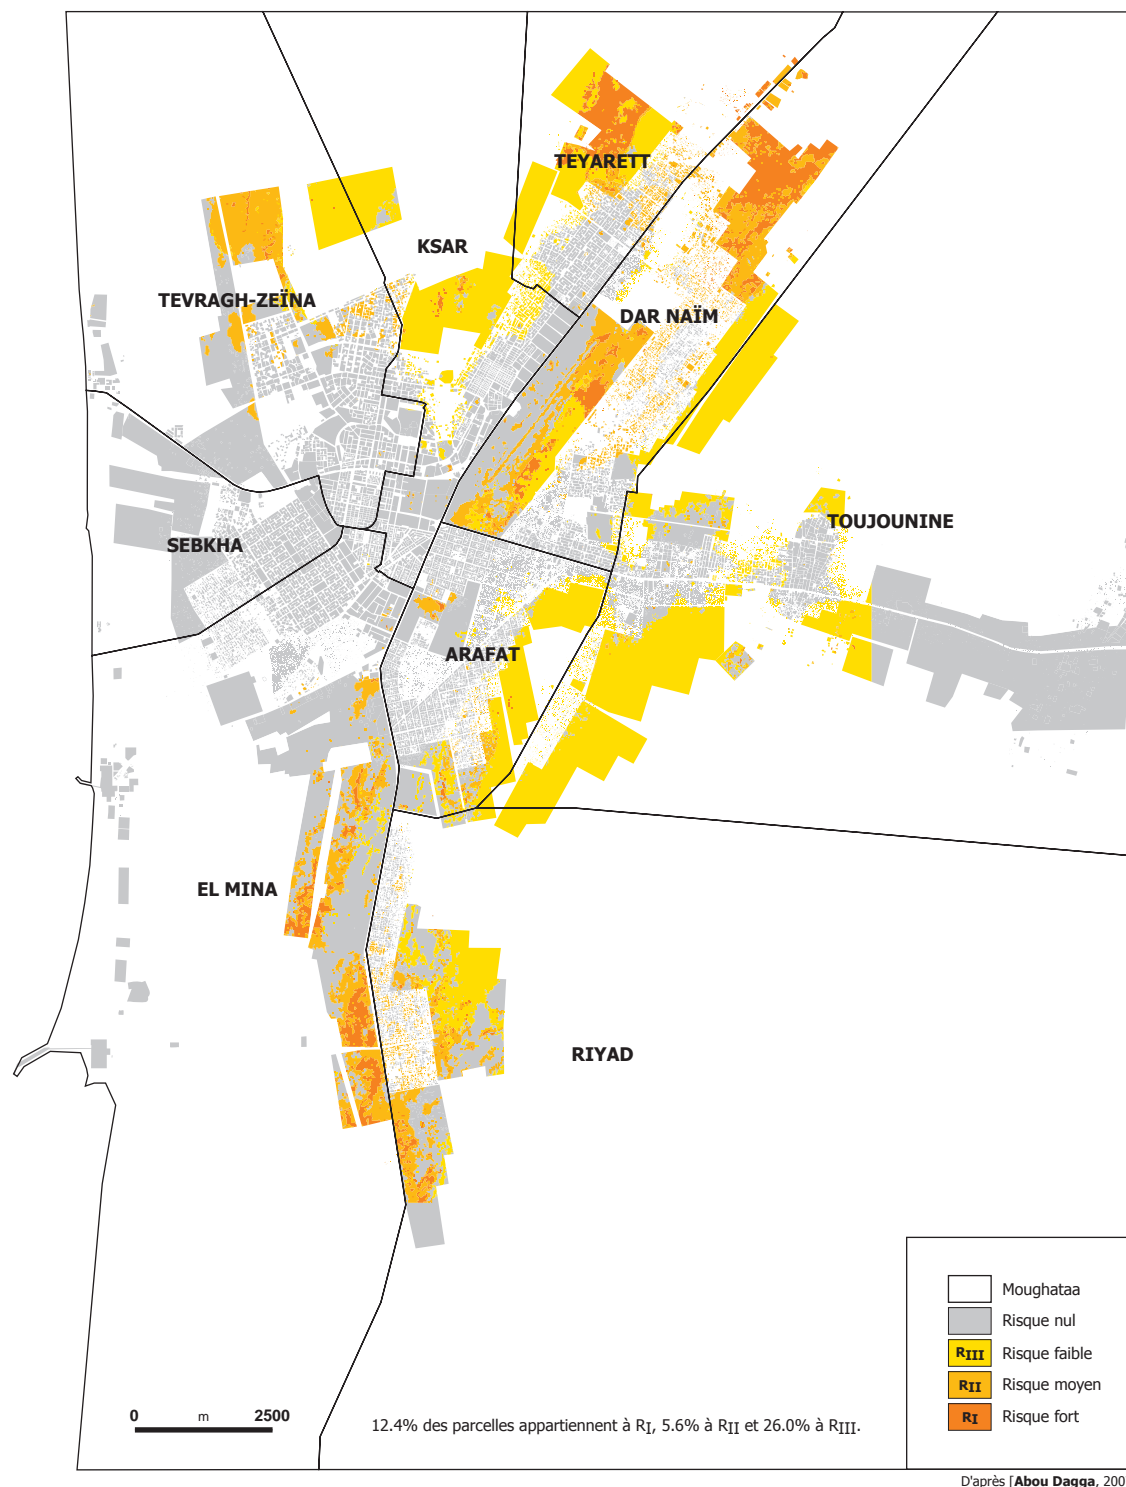 TEYARETT
KSAR
TEVRAGH-ZEÏNA
DAR NAÏM
TOUJOUNINE
SEBKHA
ARAFAT
EL MINA
RIYAD
Moughataa
Risque nul
RIII Risque faible
RII Risque moyen
RI Risque fort
0 m 2500
12.4% des parcelles appartiennent à RI, 5.6% à RII et 26.0% à RIII.
D'après [Abou Dagga, 200